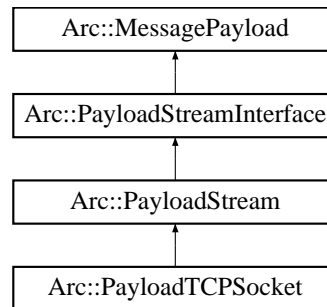 Arc::MessagePayload
Arc::PayloadStreamInterface
Arc::PayloadStream
Arc::PayloadTCPSocket